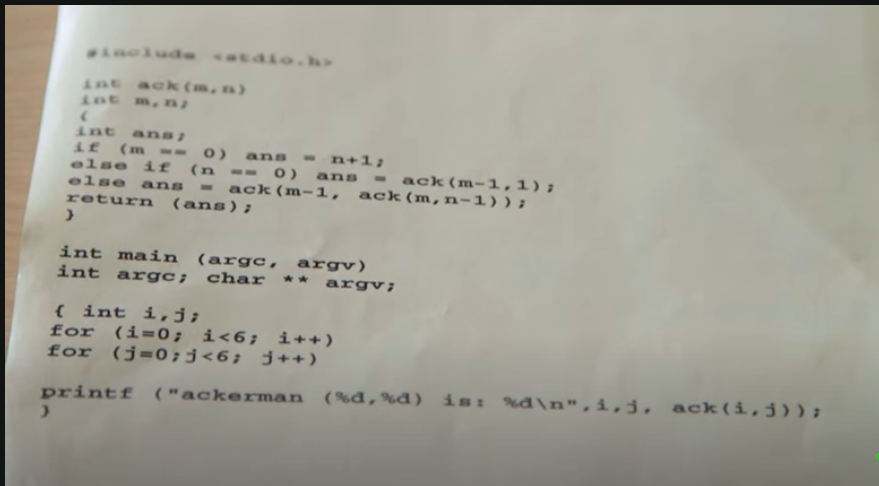 #include <stdio.h>
int ack(m,n)
int m,n;
{
int ans;
if (m == 0) ans = n+1;
else if (n == 0) ans = ack(m-1,1);
else ans = ack(m-1, ack(m,n-1));
return (ans);
}
int main (argc, argv)
int argc; char ** argv;
{ int i,j;
for (i=0; i<6; i++)
for (j=0;j<6; j++)
printf ("ackerman (%d,%d) is: %d\n",i,j, ack(i,j));
}